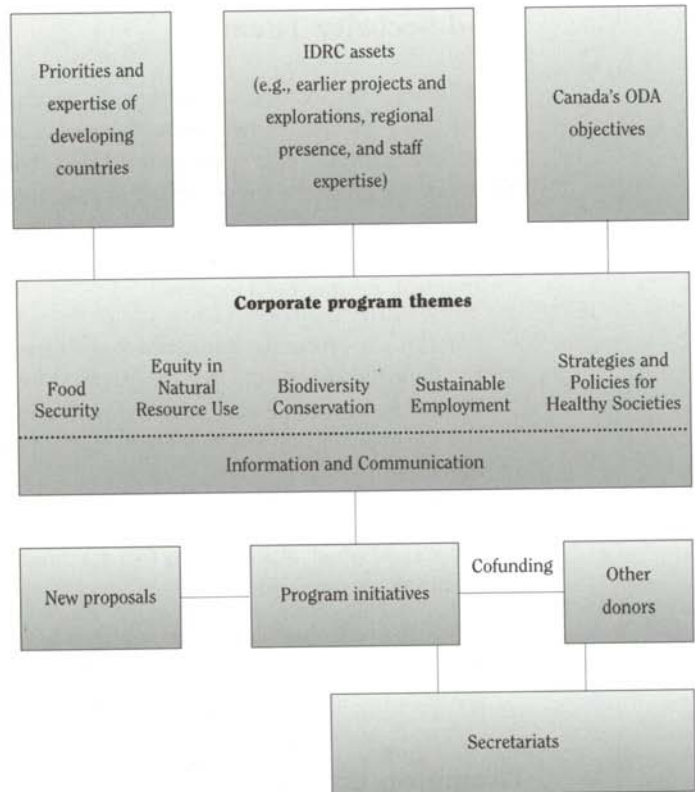 Priorities and
expertise of
developing
countries
IDRC assets
(e.g., earlier projects and
explorations, regional
presence, and staff
expertise)
Canada's ODA
objectives
Corporate program themes
Food
Security
Equity in
Natural
Resource Use
Biodiversity
Conservation
Sustainable
Employment
Strategies and
Policies for
Healthy Societies
Information and Communication
New proposals
Program initiatives
Cofunding
Other
donors
Secretariats